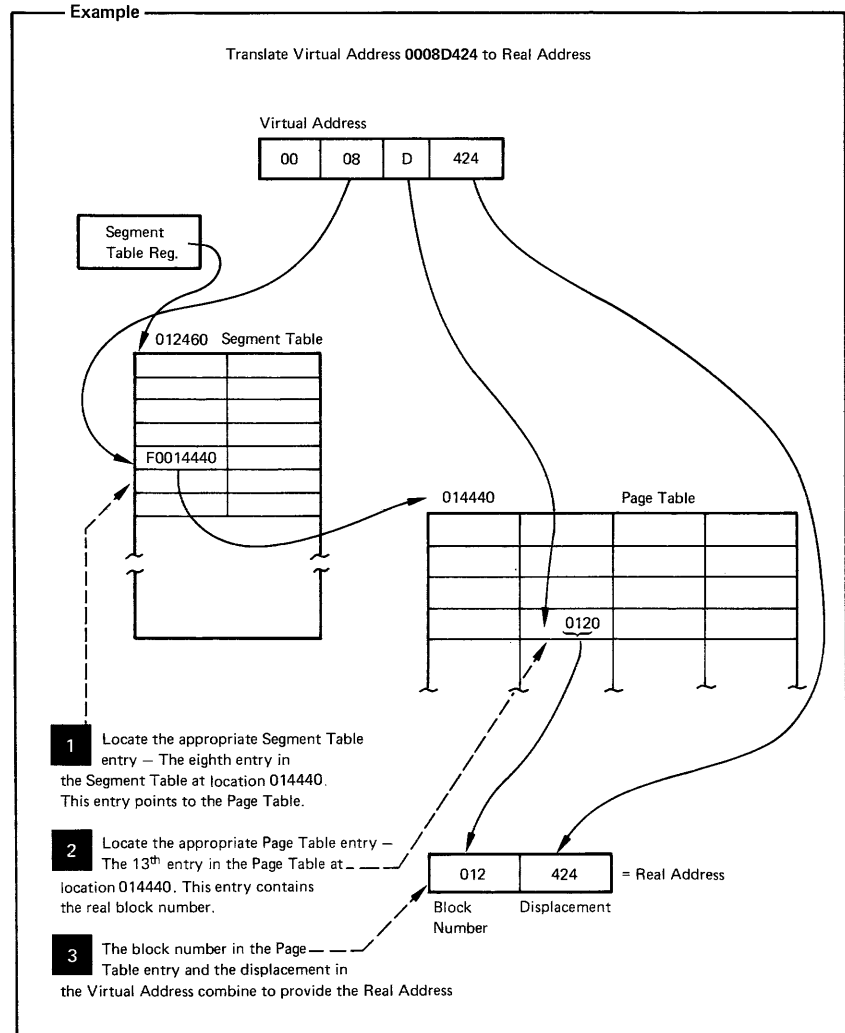 Example
Translate Virtual Address 0008D424 to Real Address
Virtual Address
00 08 D 424
Segment
Table Reg.
012460 Segment Table
F0014440
014440 Page Table
0120
1 Locate the appropriate Segment Table
entry — The eighth entry in
the Segment Table at location 014440.
This entry points to the Page Table.
2 Locate the appropriate Page Table entry —
The 13th entry in the Page Table at
location 014440. This entry contains
the real block number.
012 424 = Real Address
Block Displacement
Number
3 The block number in the Page
Table entry and the displacement in
the Virtual Address combine to provide the Real Address